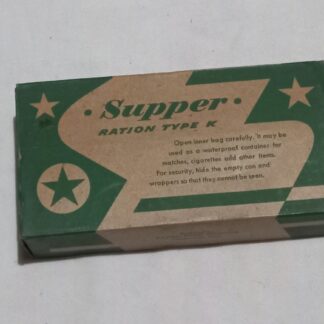 • Supper •
RATION TYPE K
Open inner bag carefully. It may be
used as a waterproof container for
matches, cigarettes and other items.
For security, hide the empty can and
wrappers so that they cannot be seen.